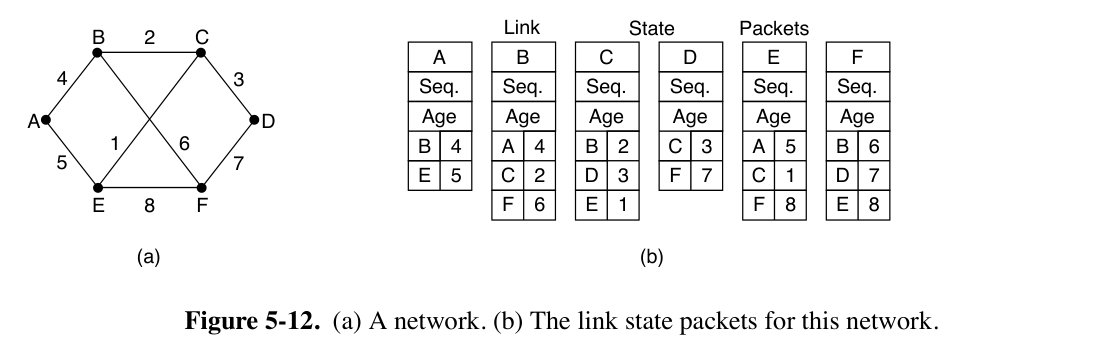 Link State Packets
B 2 C
4 3
A D
1 6
5 7
E 8 F
A B C D E F
Seq. Seq. Seq. Seq. Seq. Seq.
Age Age Age Age Age Age
B 4 A 4 B 2 C 3 A 5 B 6
E 5 C 2 D 3 F 7 C 1 D 7
F 6 E 1 F 8 E 8
(a) (b)
Figure 5-12. (a) A network. (b) The link state packets for this network.